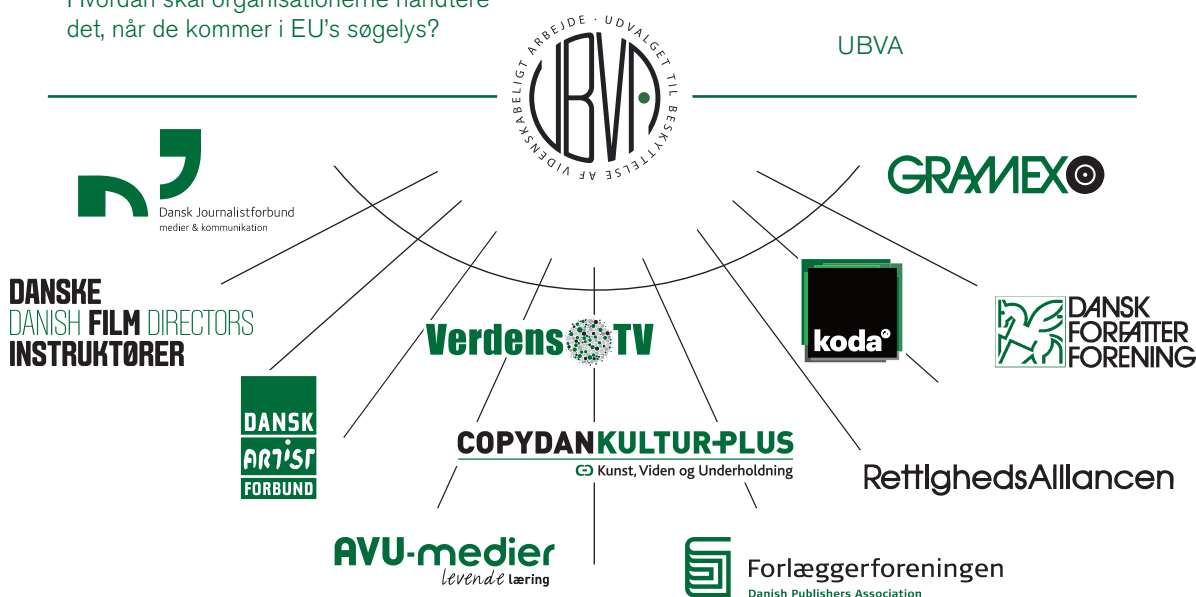 Hvordan skal organisationerne håndtere
det, når de kommer i EU's søgelys?
UBVA
UDVALGET TIL BESKYTTELSE AF VIDENSKABELIGT ARBEJDE ·
UBVA
Dansk Journalistforbund
medier & kommunikation
GRAMEX
DANSKE
DANISH FILM DIRECTORS
INSTRUKTØRER
Verdens TV
koda
DANSK
FORFATTER
FORENING
DANSK
ARTIST
FORBUND
COPYDANKULTUR-PLUS
Kunst, Viden og Underholdning
RettighedsAlliancen
AVU-medier
levende læring
Forlæggerforeningen
Danish Publishers Association